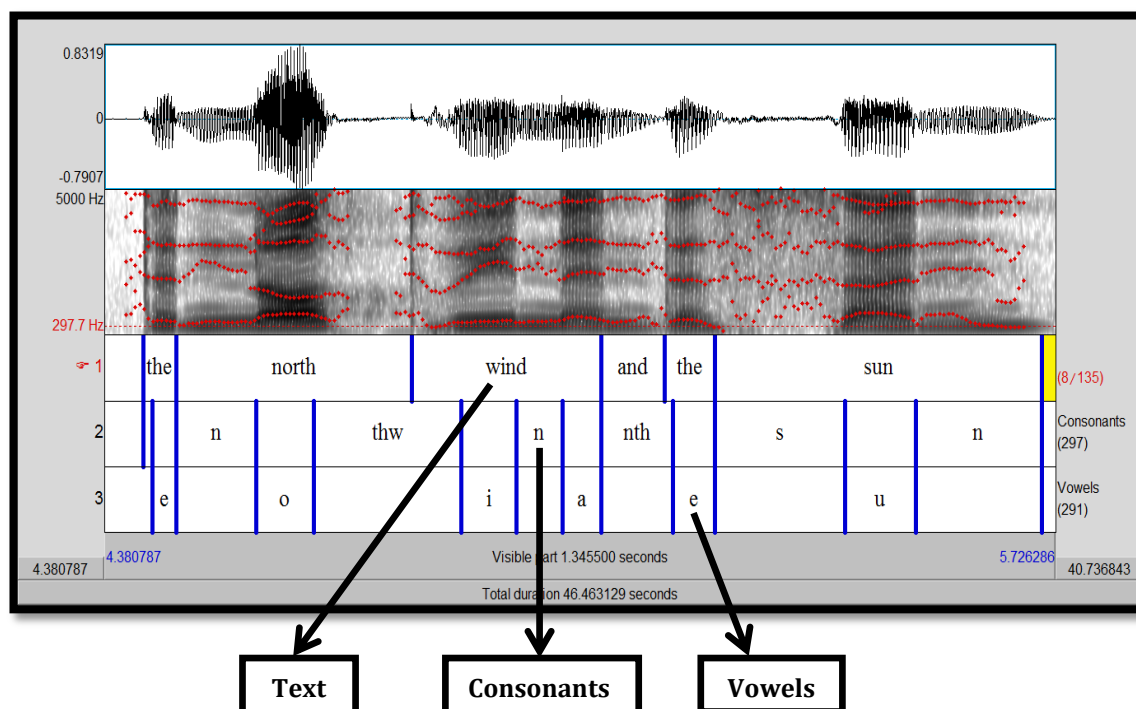 0.8319
0
-0.7907
5000 Hz
297.7 Hz
☞ 1 the north wind and the sun (8/135)
2 n thw n nth s n Consonants (297)
3 e o i a e u Vowels (291)
4.380787 Visible part 1.345500 seconds 5.726286
4.380787 40.736843
Total duration 46.463129 seconds
Text Consonants Vowels